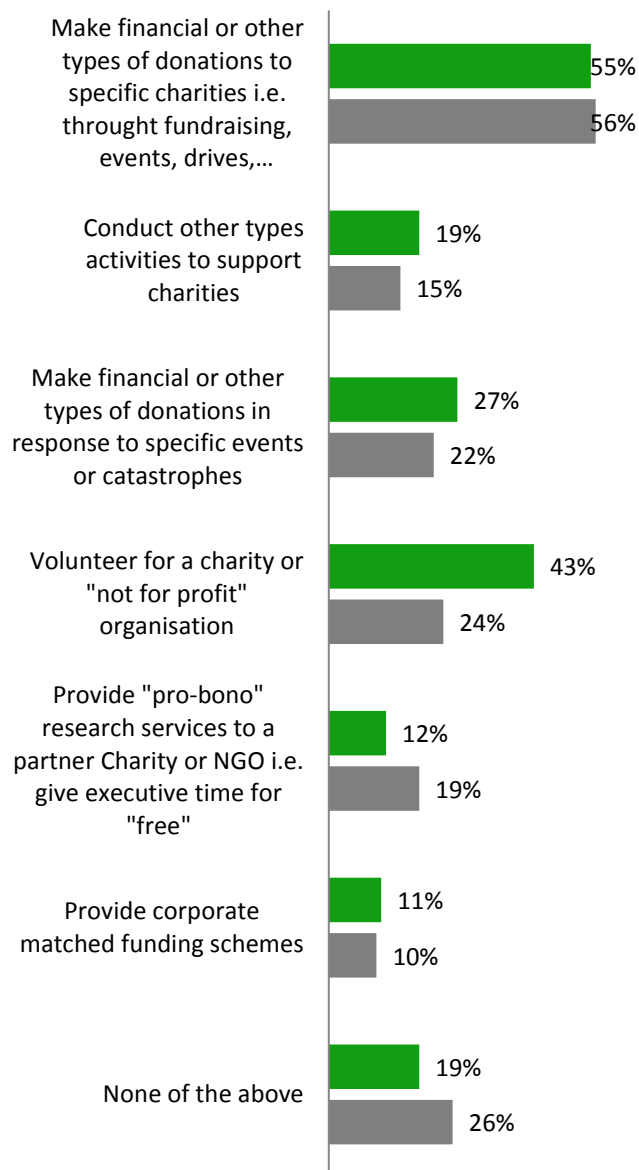 Make financial or other
types of donations to
specific charities i.e.
throught fundraising,
events, drives,…
55%
56%
Conduct other types
activities to support
charities
19%
15%
Make financial or other
types of donations in
response to specific events
or catastrophes
27%
22%
Volunteer for a charity or
"not for profit"
organisation
43%
24%
Provide "pro-bono"
research services to a
partner Charity or NGO i.e.
give executive time for
"free"
12%
19%
Provide corporate
matched funding schemes
11%
10%
None of the above
19%
26%